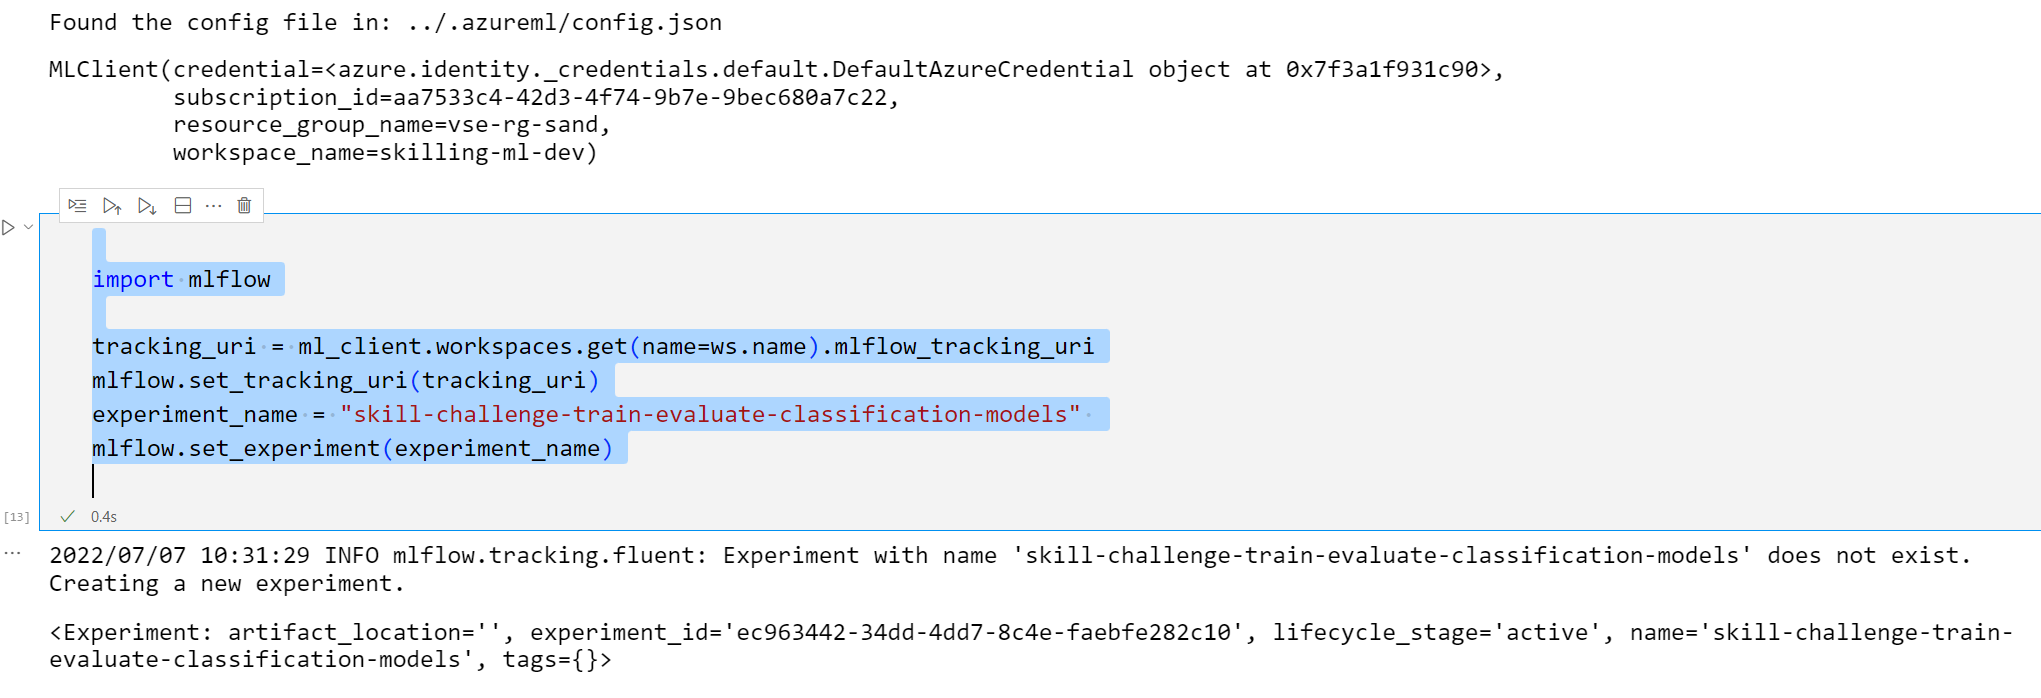 Found the config file in: ../.azureml/config.json
MLClient(credential=<azure.identity._credentials.default.DefaultAzureCredential object at 0x7f3a1f931c90>,
subscription_id=aa7533c4-42d3-4f74-9b7e-9bec680a7c22,
resource_group_name=vse-rg-sand,
workspace_name=skilling-ml-dev)
import mlflow
tracking_uri = ml_client.workspaces.get(name=ws.name).mlflow_tracking_uri
mlflow.set_tracking_uri(tracking_uri)
experiment_name = "skill-challenge-train-evaluate-classification-models"
mlflow.set_experiment(experiment_name)
[13] 0.4s
2022/07/07 10:31:29 INFO mlflow.tracking.fluent: Experiment with name 'skill-challenge-train-evaluate-classification-models' does not exist.
Creating a new experiment.
<Experiment: artifact_location='', experiment_id='ec963442-34dd-4dd7-8c4e-faebfe282c10', lifecycle_stage='active', name='skill-challenge-train-
evaluate-classification-models', tags={}>